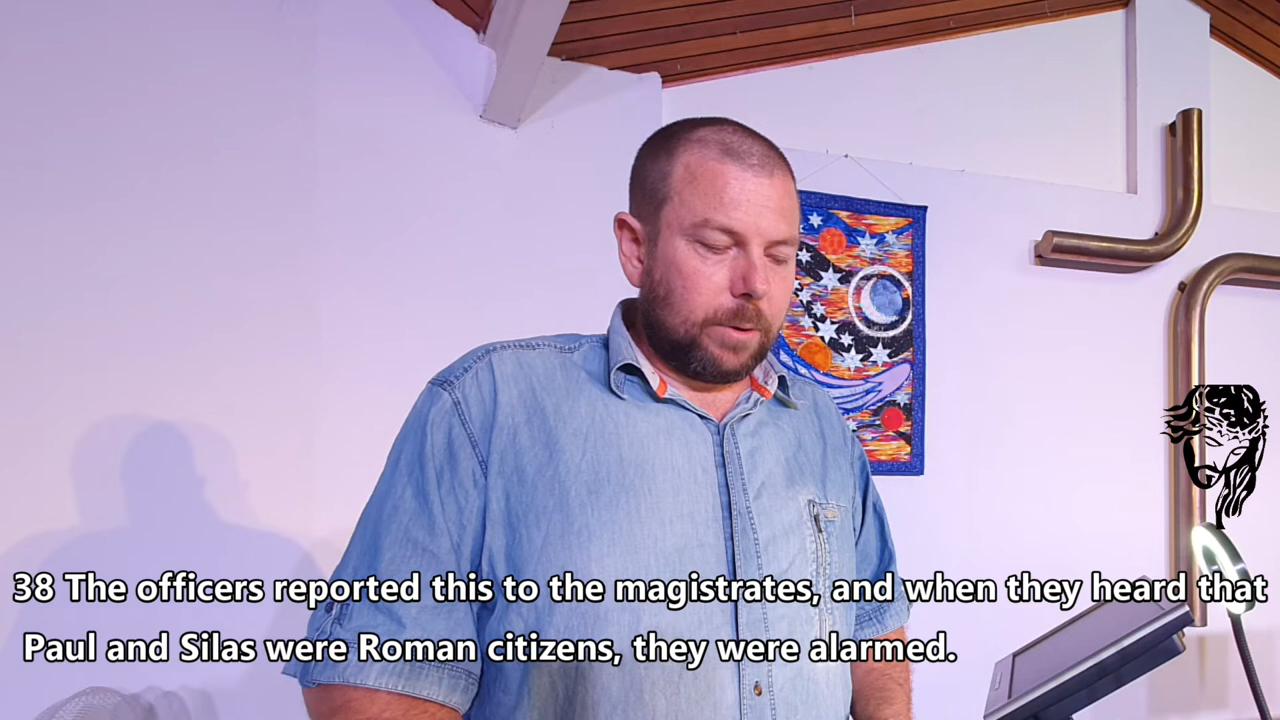 38 The officers reported this to the magistrates, and when they heard that
Paul and Silas were Roman citizens, they were alarmed.